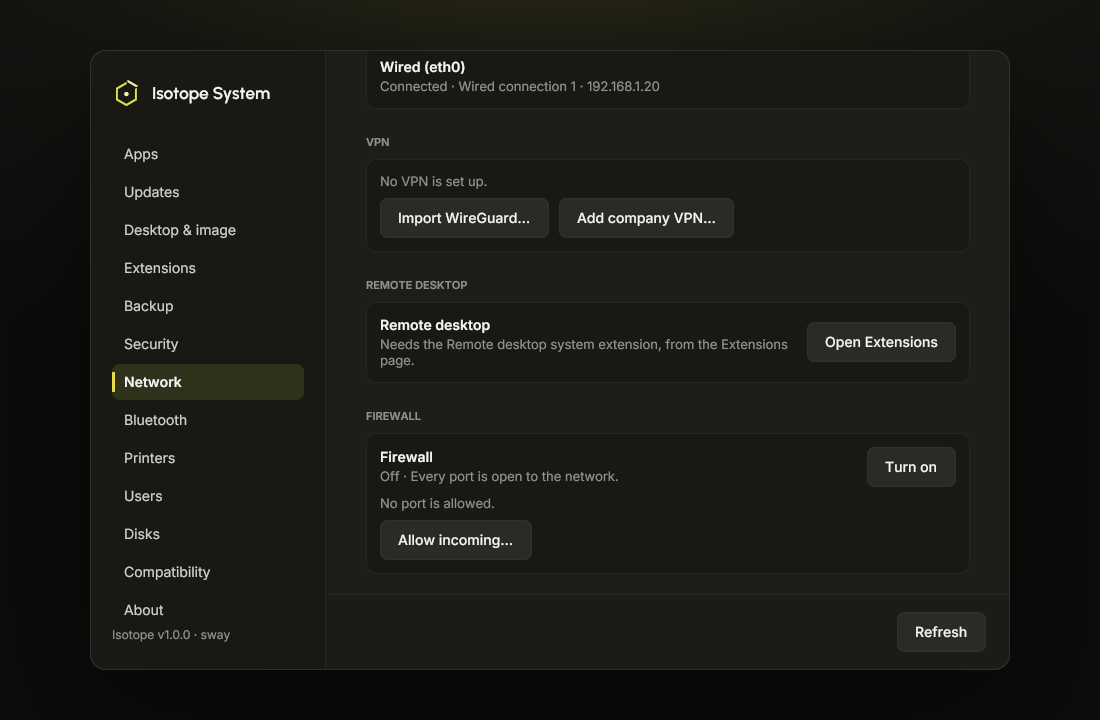 Isotope System
Apps
Updates
Desktop & image
Extensions
Backup
Security
Network
Bluetooth
Printers
Users
Disks
Compatibility
About
Isotope v1.0.0 · sway
Wired (eth0)
Connected · Wired connection 1 · 192.168.1.20
VPN
No VPN is set up.
Import WireGuard...
Add company VPN...
REMOTE DESKTOP
Remote desktop
Needs the Remote desktop system extension, from the Extensions
page.
Open Extensions
FIREWALL
Firewall
Off · Every port is open to the network.
Turn on
No port is allowed.
Allow incoming...
Refresh